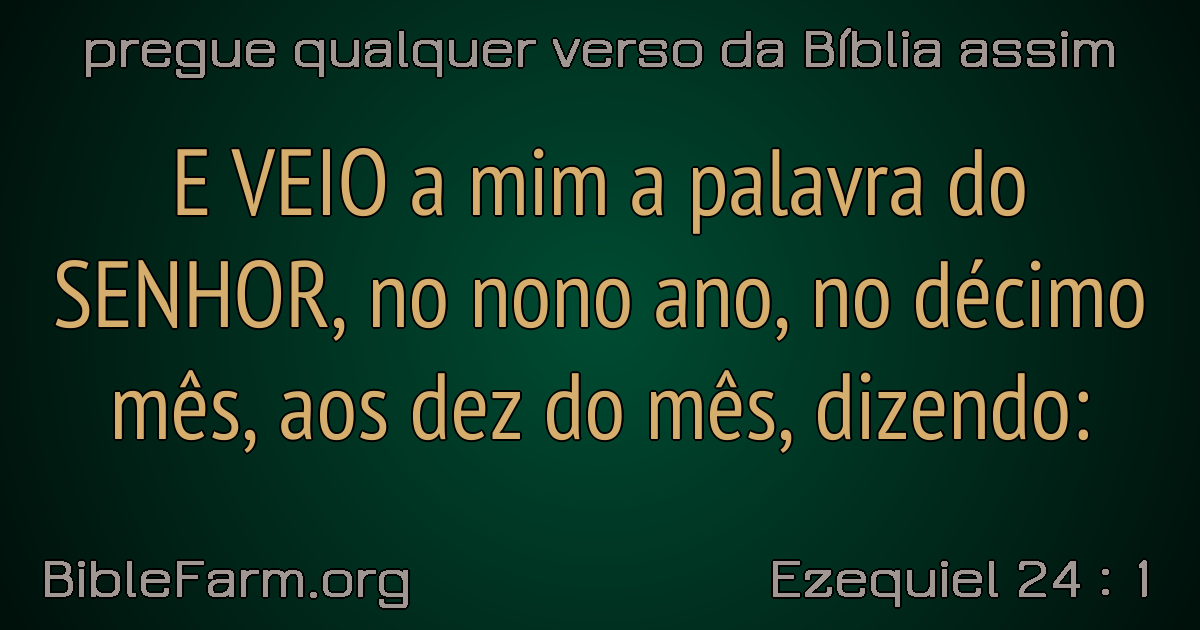 pregue qualquer verso da Bíblia assim
E VEIO a mim a palavra do
SENHOR, no nono ano, no décimo
mês, aos dez do mês, dizendo:
BibleFarm.org
Ezequiel 24 : 1